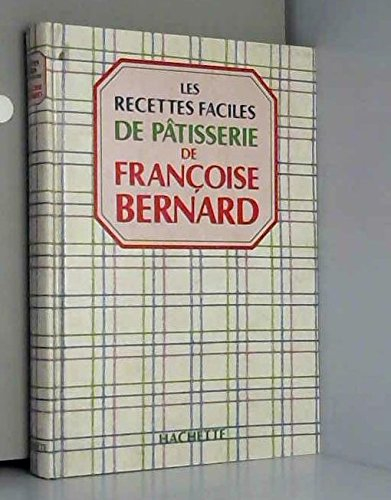 LES
RECETTES FACILES
DE PÂTISSERIE
DE
FRANÇOISE
BERNARD
HACHETTE